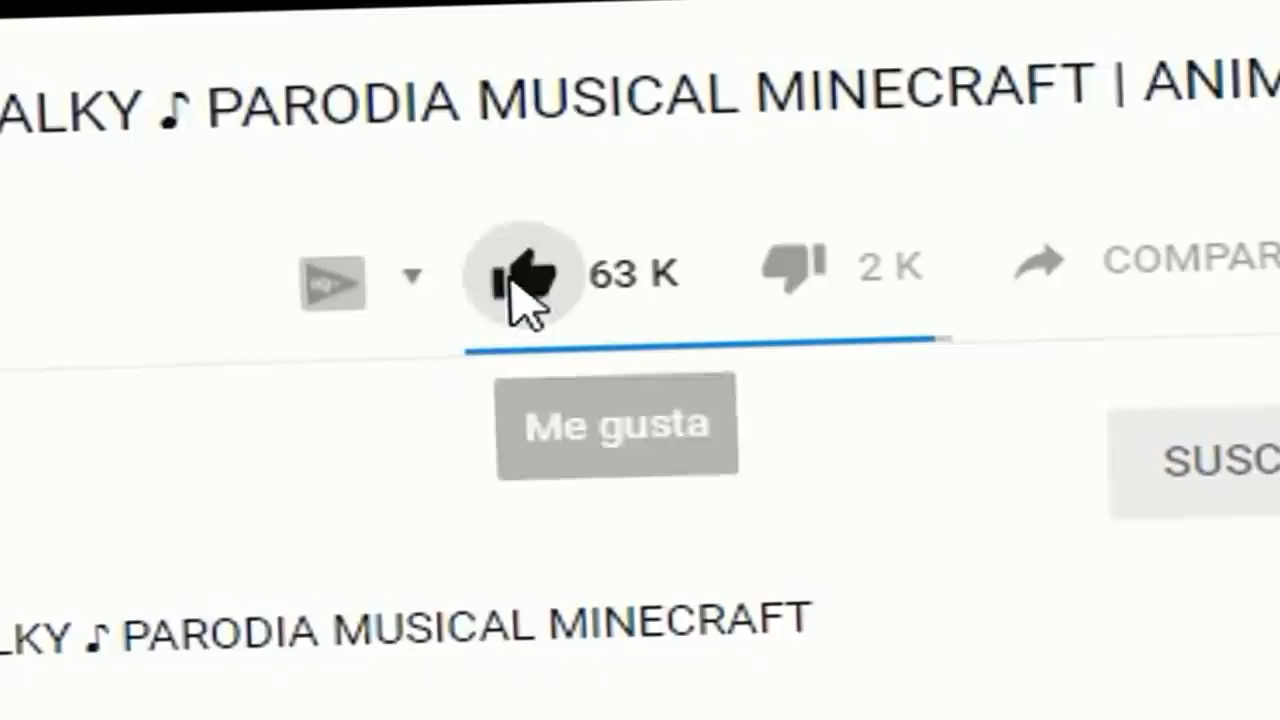 ALKY ♪ PARODIA MUSICAL MINECRAFT | ANIM
63 K 2 K COMPAR
Me gusta
SUSC
LKY ♪ PARODIA MUSICAL MINECRAFT